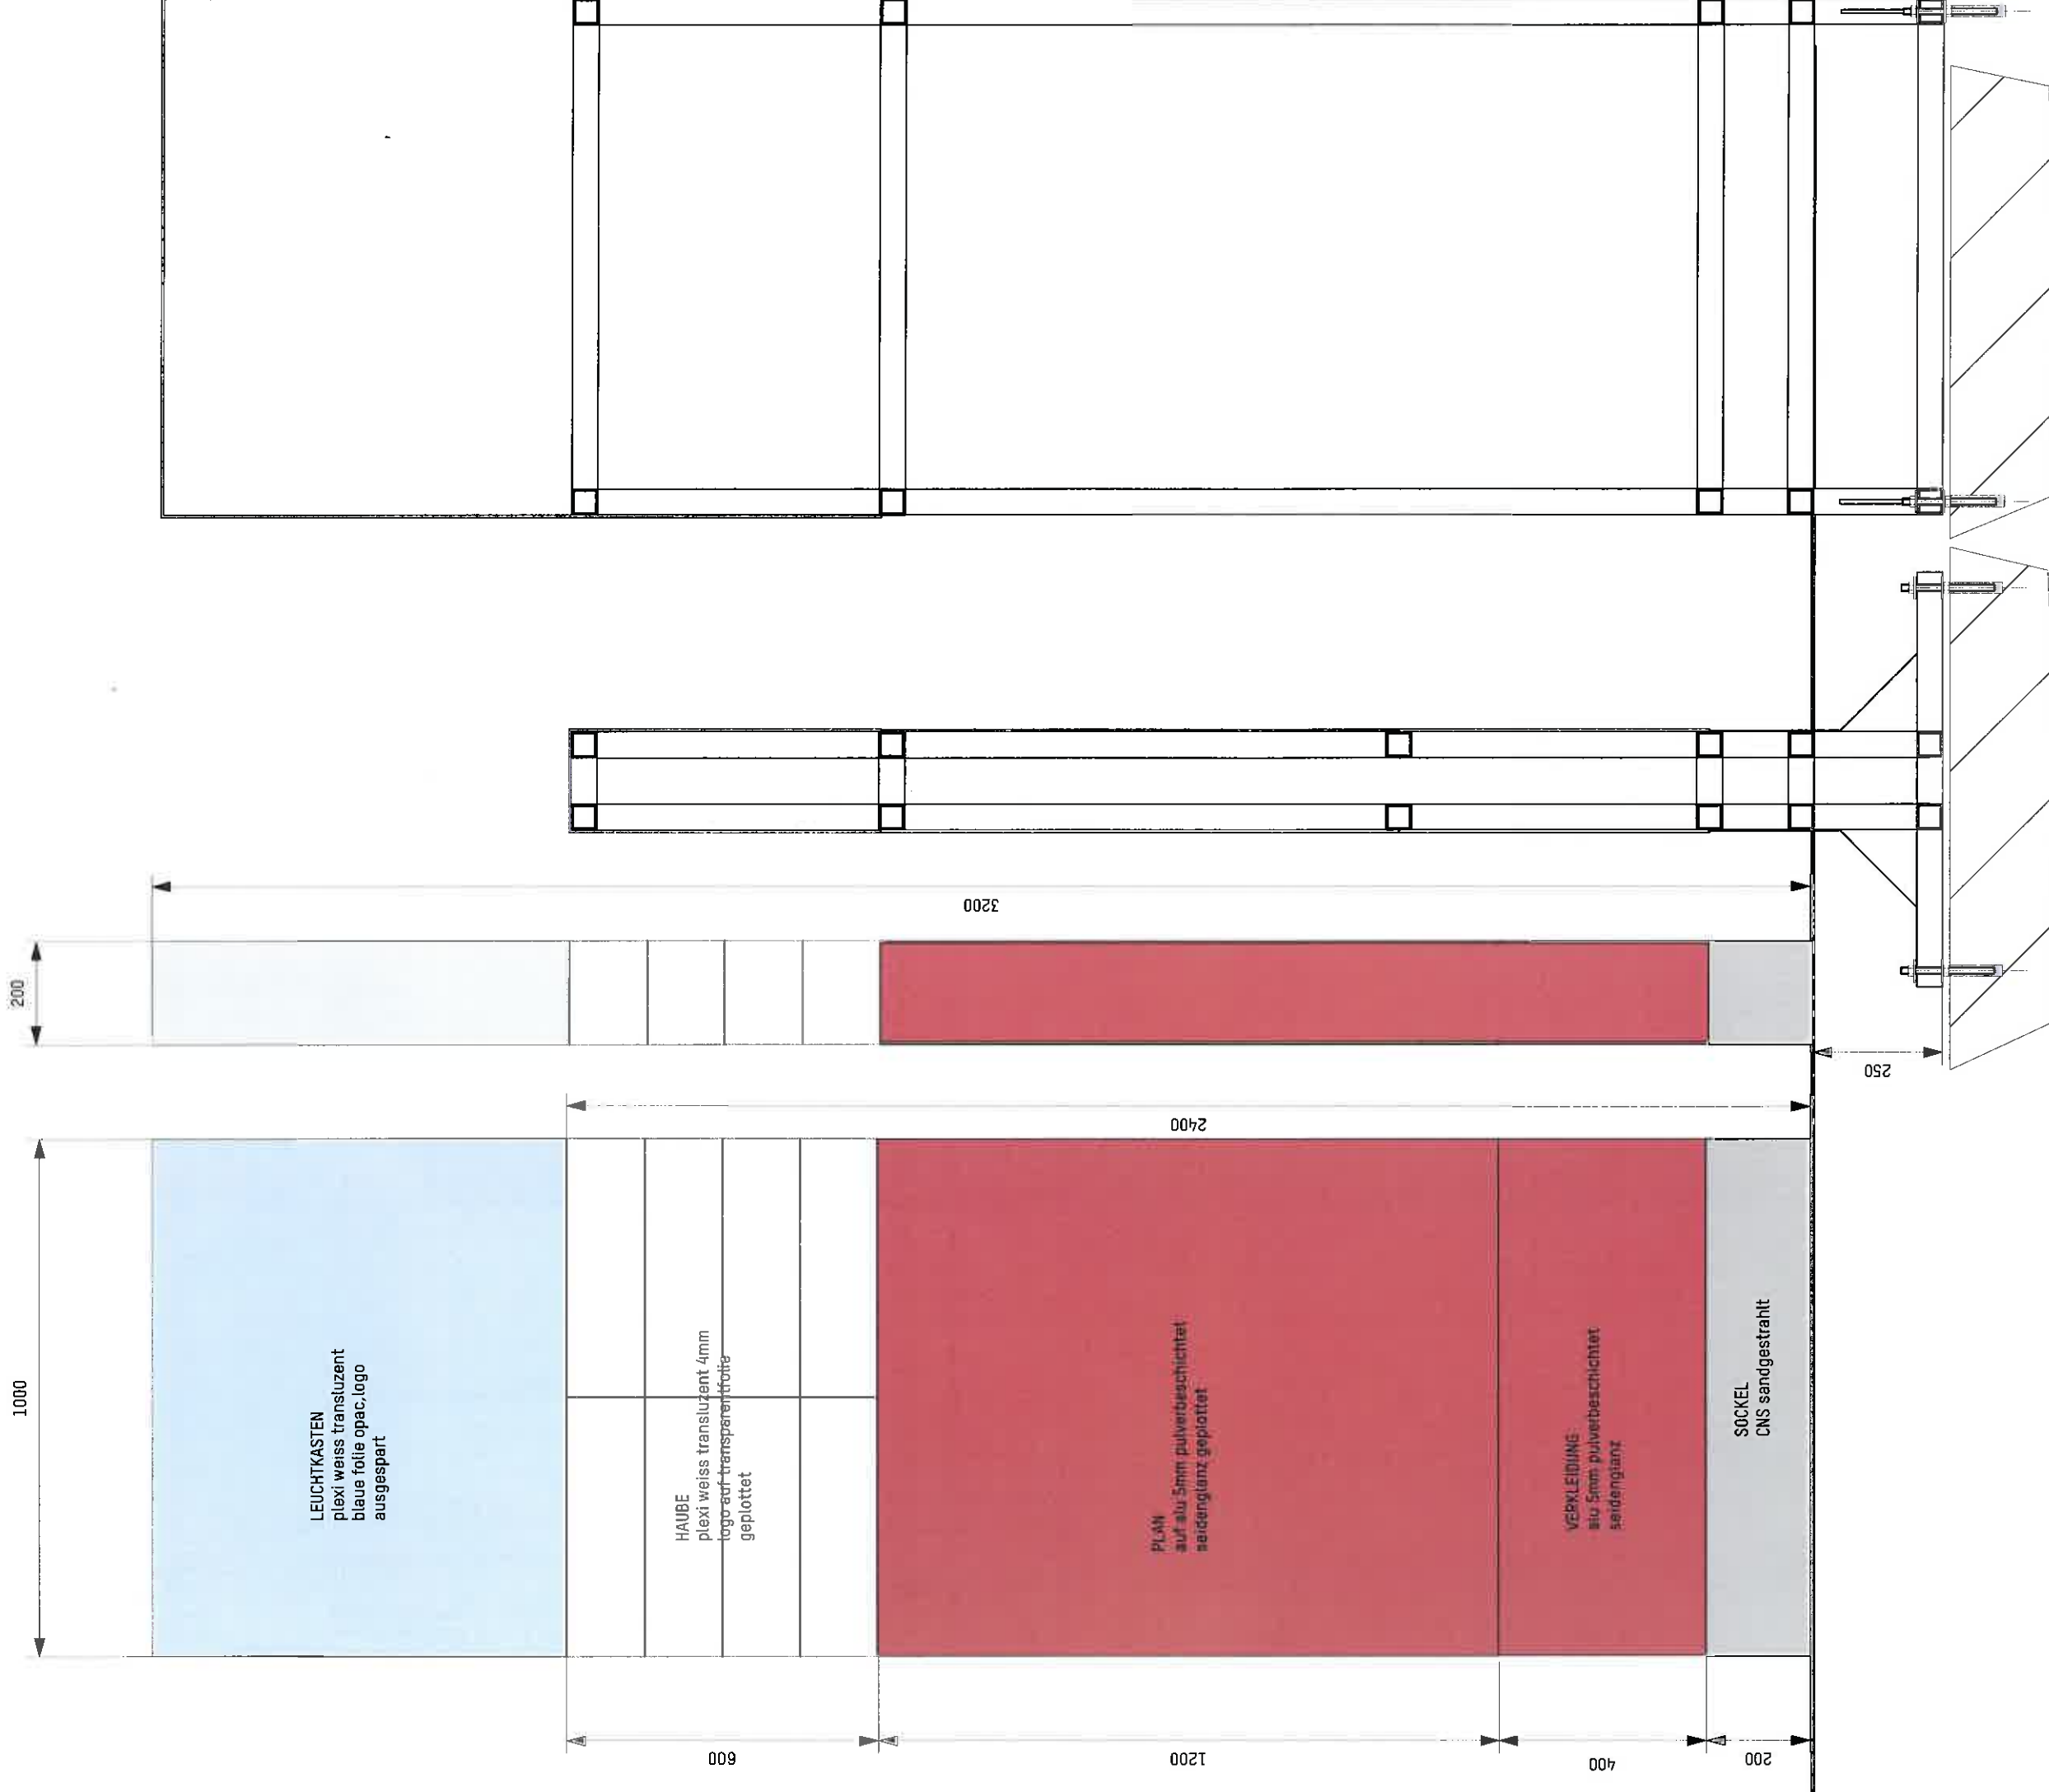 1000
200
LEUCHTKASTEN
plexi weiss transluzent
blaue folie opac,logo
ausgespart
HAUBE
plexi weiss transluzent 4mm
logo auf transparentfolie
geplottet
PLAN
auf alu 5mm pulverbeschichtet
seidenglanz geplottet
VERKLEIDING
alu 5mm pulverbeschichtet
seidenglanz
SOCKEL
CNS sandgestrahlt
600
1200
400
200
2400
3200
250